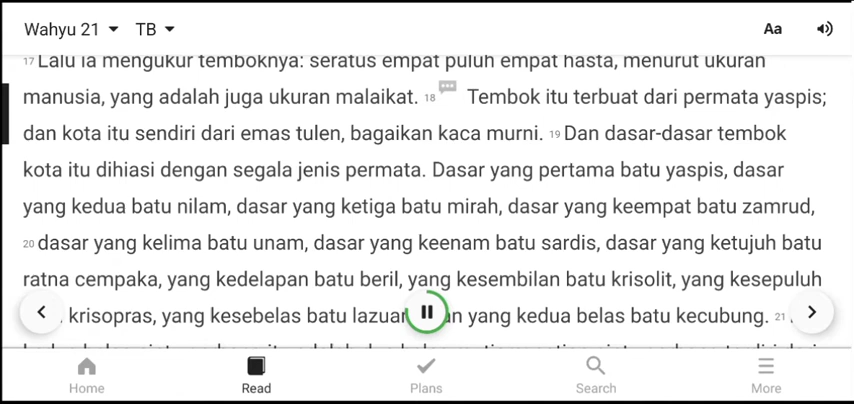 Wahyu 21 TB Aa
17 Lalu ia mengukur temboknya: seratus empat puluh empat hasta, menurut ukuran
manusia, yang adalah juga ukuran malaikat. 18 Tembok itu terbuat dari permata yaspis;
dan kota itu sendiri dari emas tulen, bagaikan kaca murni. 19 Dan dasar-dasar tembok
kota itu dihiasi dengan segala jenis permata. Dasar yang pertama batu yaspis, dasar
yang kedua batu nilam, dasar yang ketiga batu mirah, dasar yang keempat batu zamrud,
20 dasar yang kelima batu unam, dasar yang keenam batu sardis, dasar yang ketujuh batu
ratna cempaka, yang kedelapan batu beril, yang kesembilan batu krisolit, yang kesepuluh
krisopras, yang kesebelas batu lazuar an yang kedua belas batu kecubung. 21
Home Read Plans Search More